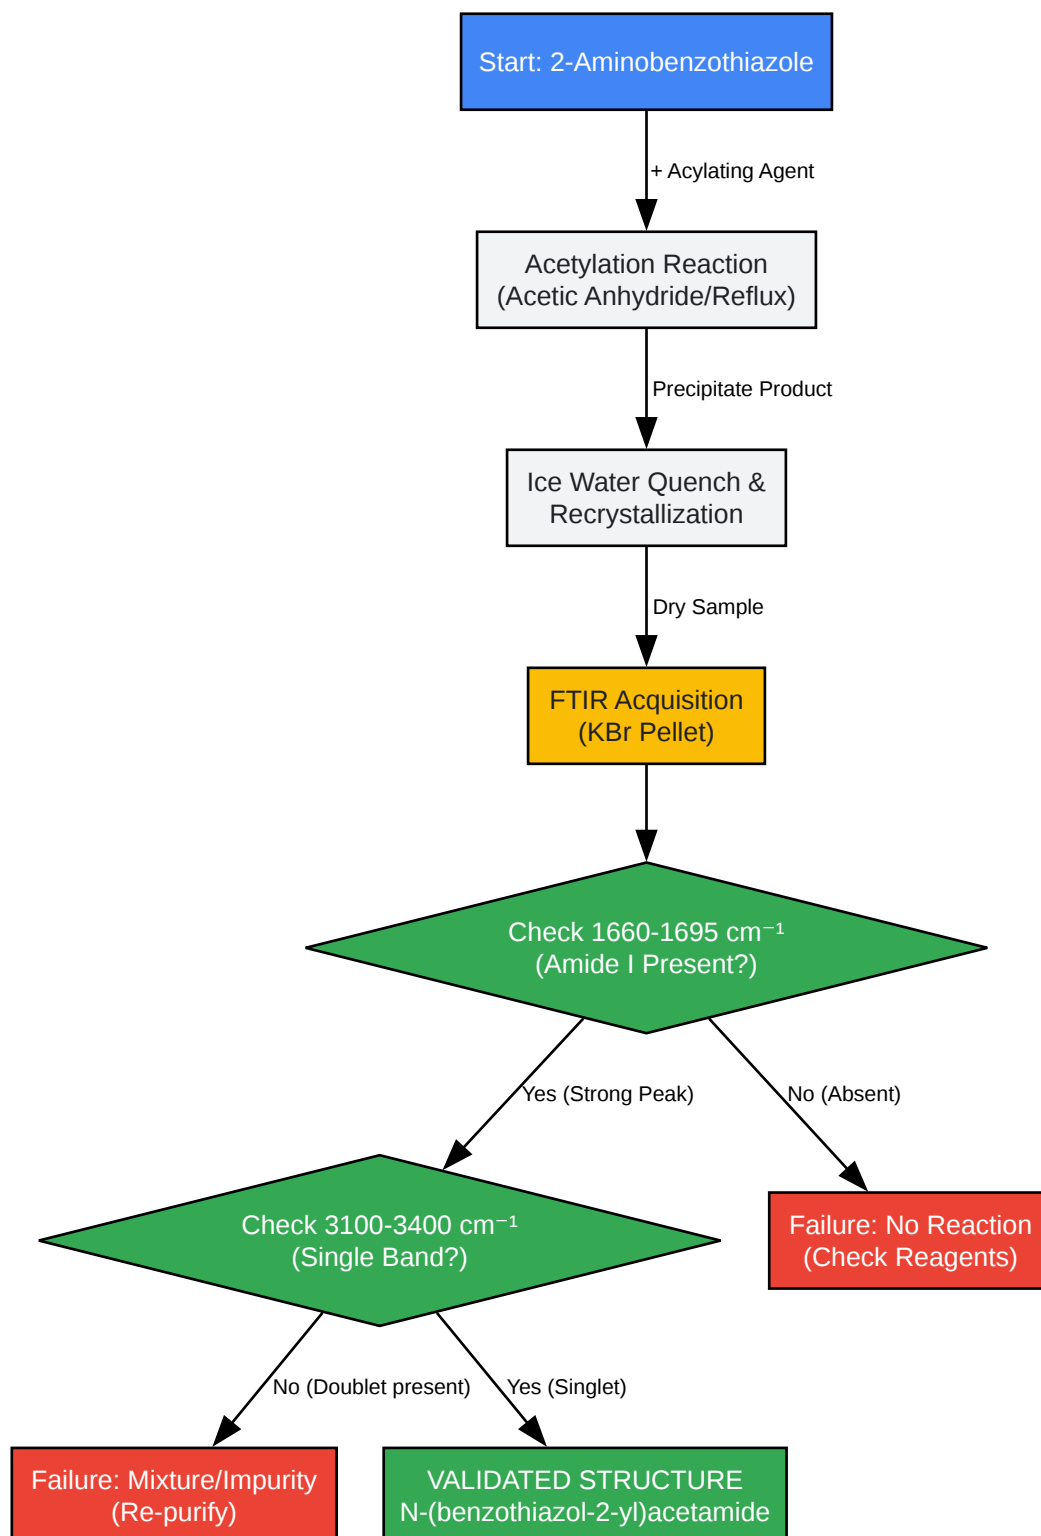 Start: 2-Aminobenzothiazole
+ Acylating Agent
Acetylation Reaction
(Acetic Anhydride/Reflux)
Precipitate Product
Ice Water Quench &
Recrystallization
Dry Sample
FTIR Acquisition
(KBr Pellet)
Check 1660-1695 cm⁻¹
(Amide I Present?)
Yes (Strong Peak)
No (Absent)
Check 3100-3400 cm⁻¹
(Single Band?)
Failure: No Reaction
(Check Reagents)
No (Doublet present)
Yes (Singlet)
Failure: Mixture/Impurity
(Re-purify)
VALIDATED STRUCTURE
N-(benzothiazol-2-yl)acetamide